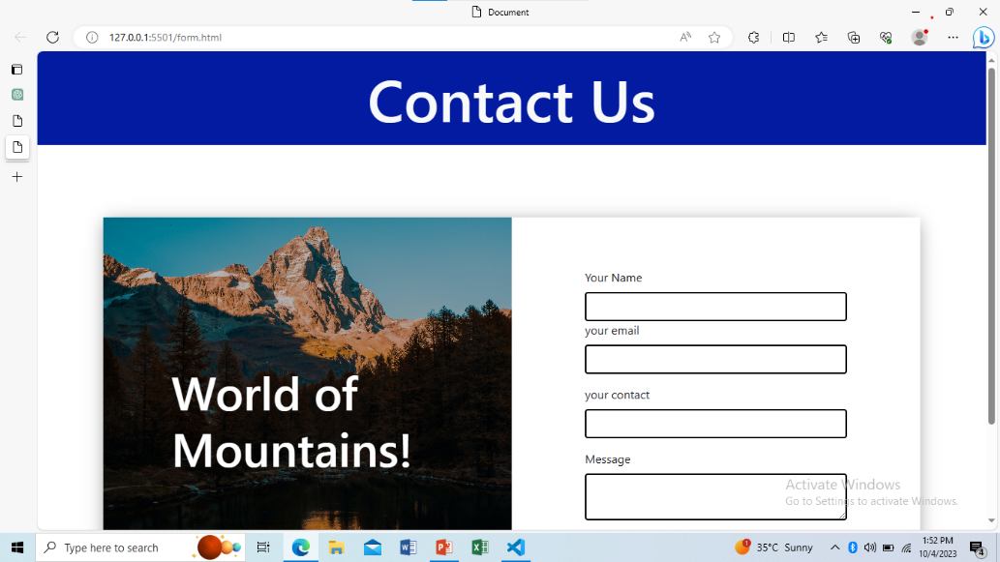 Document
127.0.0.1:5501/form.html
Contact Us
World of
Mountains!
Your Name
your email
your contact
Message
Activate Windows
Go to Settings to activate Windows.
Type here to search
35°C Sunny
1:52 PM
10/4/2023
4